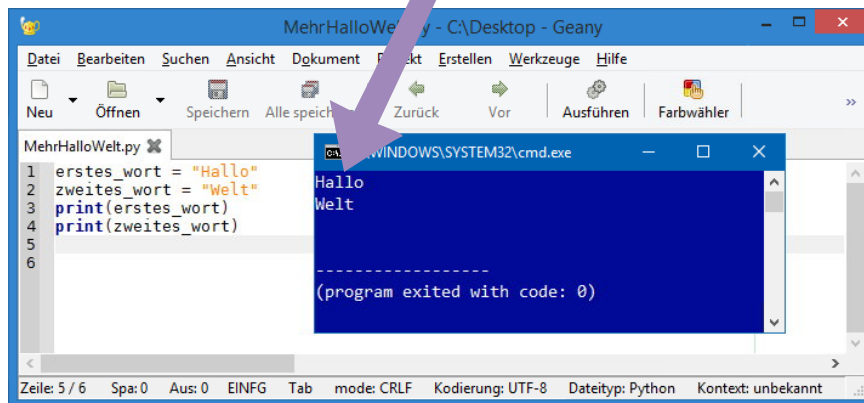 MehrHalloWe y - C:\Desktop - Geany
Datei Bearbeiten Suchen Ansicht Dokument Erstellen Werkzeuge Hilfe
Neu Öffnen Speichern Alle Zurück Vor Ausführen Farbwähler
MehrHalloWelt.py
1 erstes_wort = "Hallo"
2 zweites_wort = "Welt"
3 print(erstes_wort)
4 print(zweites_wort)
5
6
WINDOWS\SYSTEM32\cmd.exe
Hallo
Welt
------------------
(program exited with code: 0)
Zeile: 5 / 6 Spa: 0 Aus: 0 EINFG Tab mode: CRLF Kodierung: UTF-8 Dateityp: Python Kontext: unbekannt